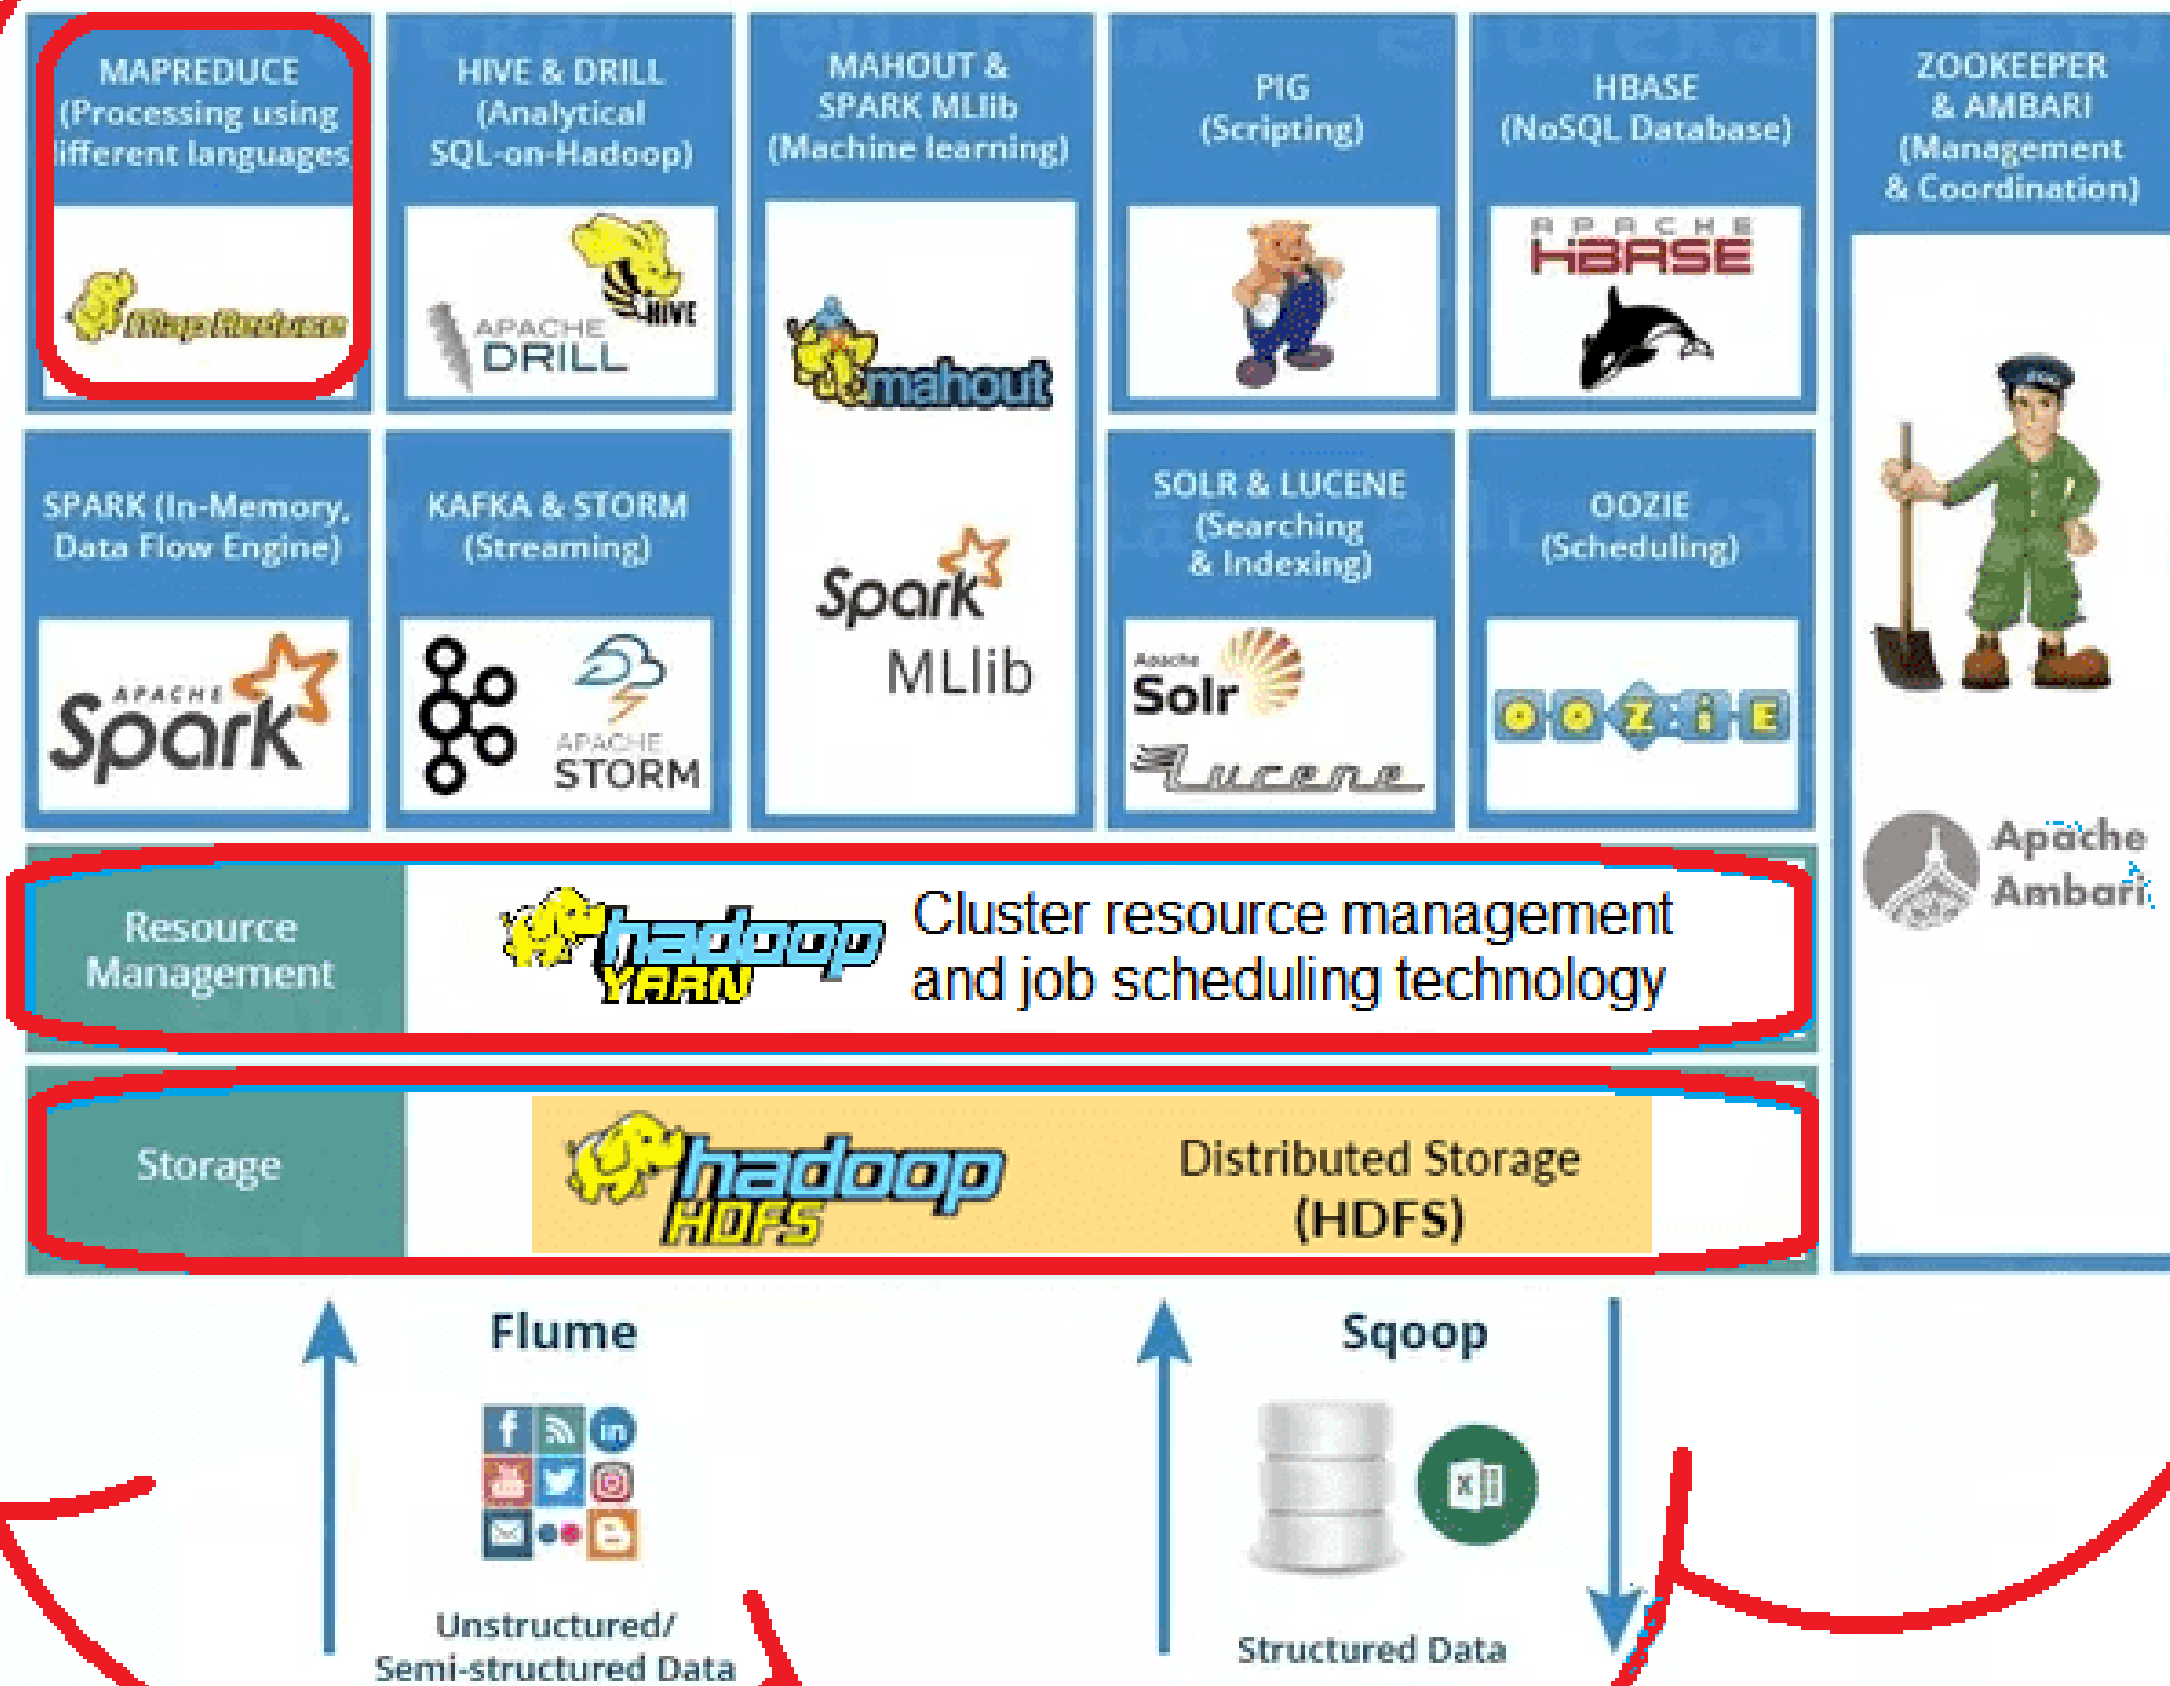 MAPREDUCE
(Processing using
ifferent languages)
HIVE & DRILL
(Analytical
SQL-on-Hadoop)
MAHOUT &
SPARK MLlib
(Machine learning)
PIG
(Scripting)
HBASE
(NoSQL Database)
ZOOKEEPER
& AMBARI
(Management
& Coordination)
MapReduce
HIVE
APACHE
DRILL
mahout
APACHE
HBASE
SPARK (In-Memory,
Data Flow Engine)
KAFKA & STORM
(Streaming)
Spark
MLlib
SOLR & LUCENE
(Searching
& Indexing)
OOZIE
(Scheduling)
APACHE
Spark
APACHE
STORM
Apache
Solr
Lucene
OOZiE
Apache
Ambari
Resource
Management
hadoop
YARN
Cluster resource management
and job scheduling technology
Storage
hadoop
HDFS
Distributed Storage
(HDFS)
Flume
Sqoop
f
in
Unstructured/
Semi-structured Data
Structured Data